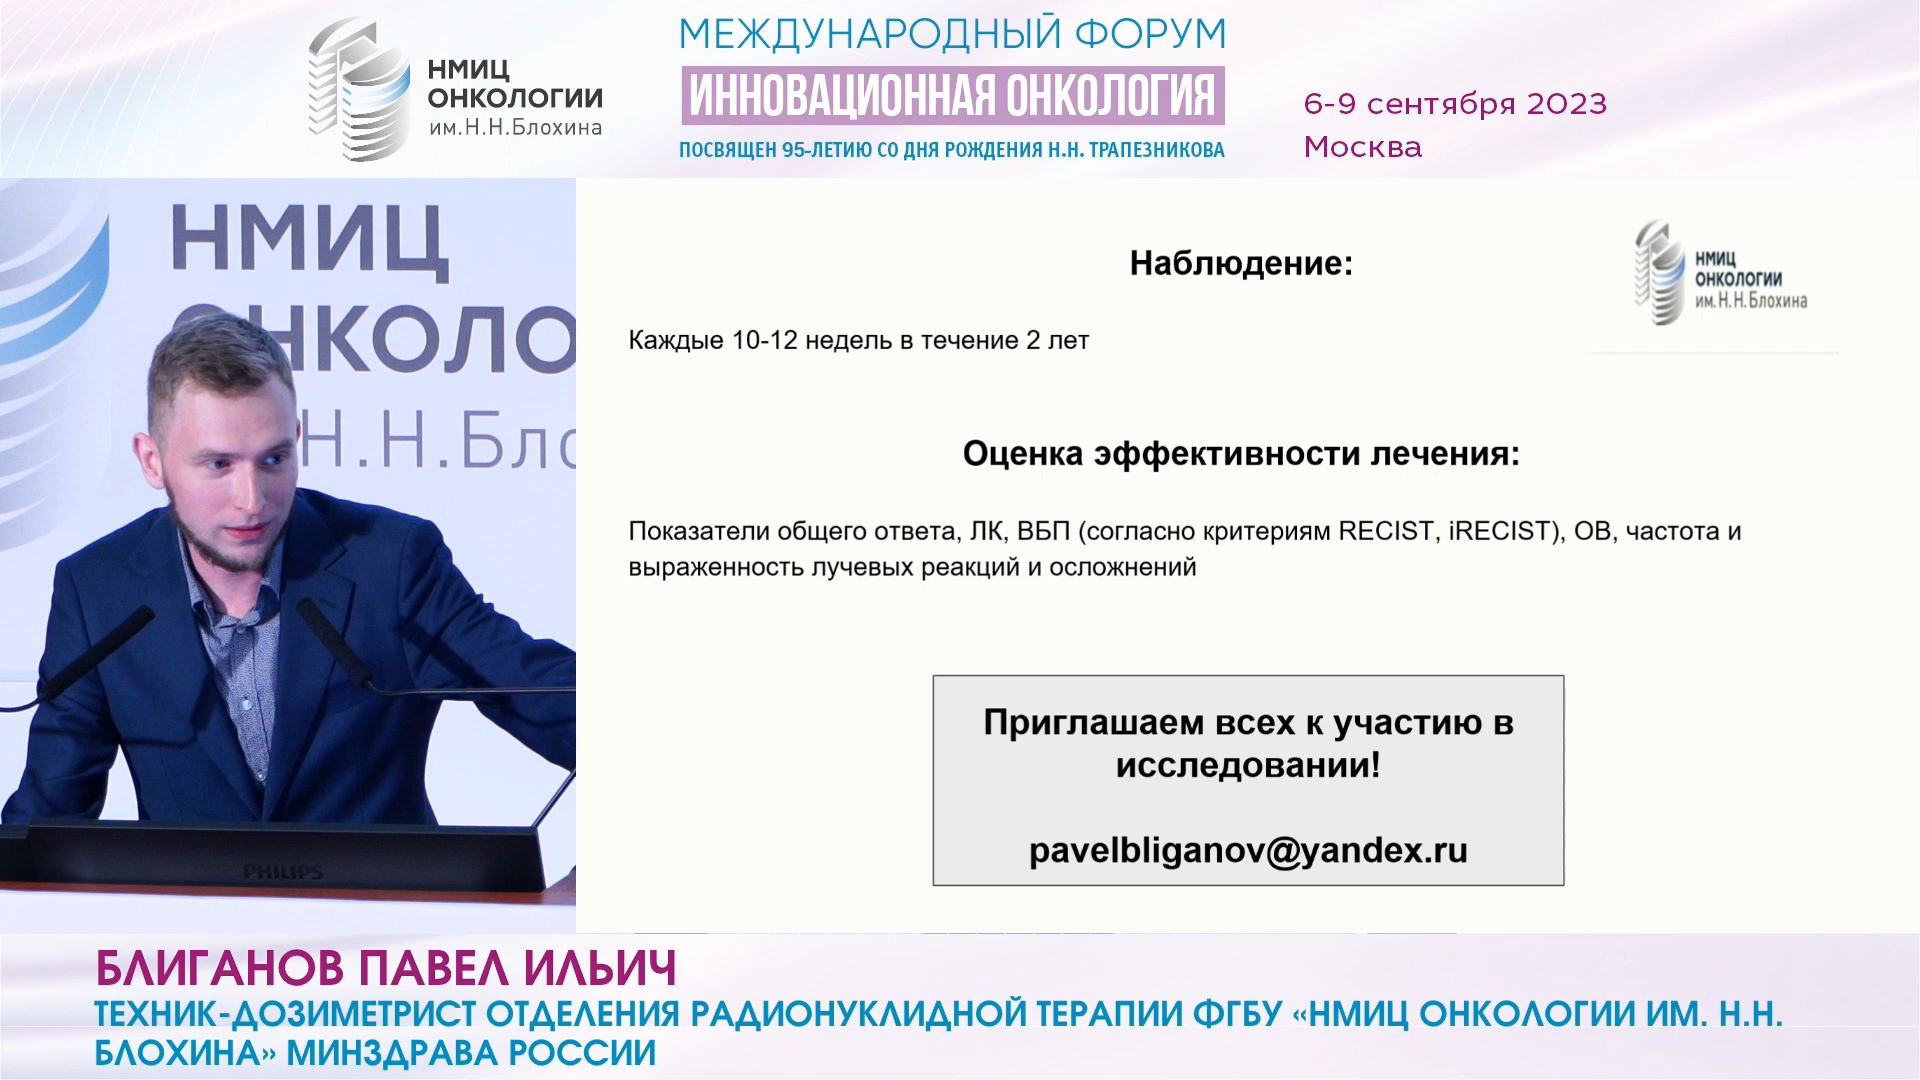 НМИЦ
ОНКОЛОГИИ
им.Н.Н.Блохина
МЕЖДУНАРОДНЫЙ ФОРУМ
ИННОВАЦИОННАЯ ОНКОЛОГИЯ
ПОСВЯЩЕН 95-ЛЕТИЮ СО ДНЯ РОЖДЕНИЯ Н.Н. ТРАПЕЗНИКОВА
6-9 сентября 2023
Москва
НМИЦ
ОНКОЛО
Н.Н.Бло
PHILIPS
Наблюдение:
НМИЦ
ОНКОЛОГИИ
им.Н.Н.Блохина
Каждые 10-12 недель в течение 2 лет
Оценка эффективности лечения:
Показатели общего ответа, ЛК, ВБП (согласно критериям RECIST, iRECIST), ОВ, частота и
выраженность лучевых реакций и осложнений
Приглашаем всех к участию в
исследовании!
pavelbliganov@yandex.ru
БЛИГАНОВ ПАВЕЛ ИЛЬИЧ
ТЕХНИК-ДОЗИМЕТРИСТ ОТДЕЛЕНИЯ РАДИОНУКЛИДНОЙ ТЕРАПИИ ФГБУ «НМИЦ ОНКОЛОГИИ ИМ. Н.Н.
БЛОХИНА» МИНЗДРАВА РОССИИ